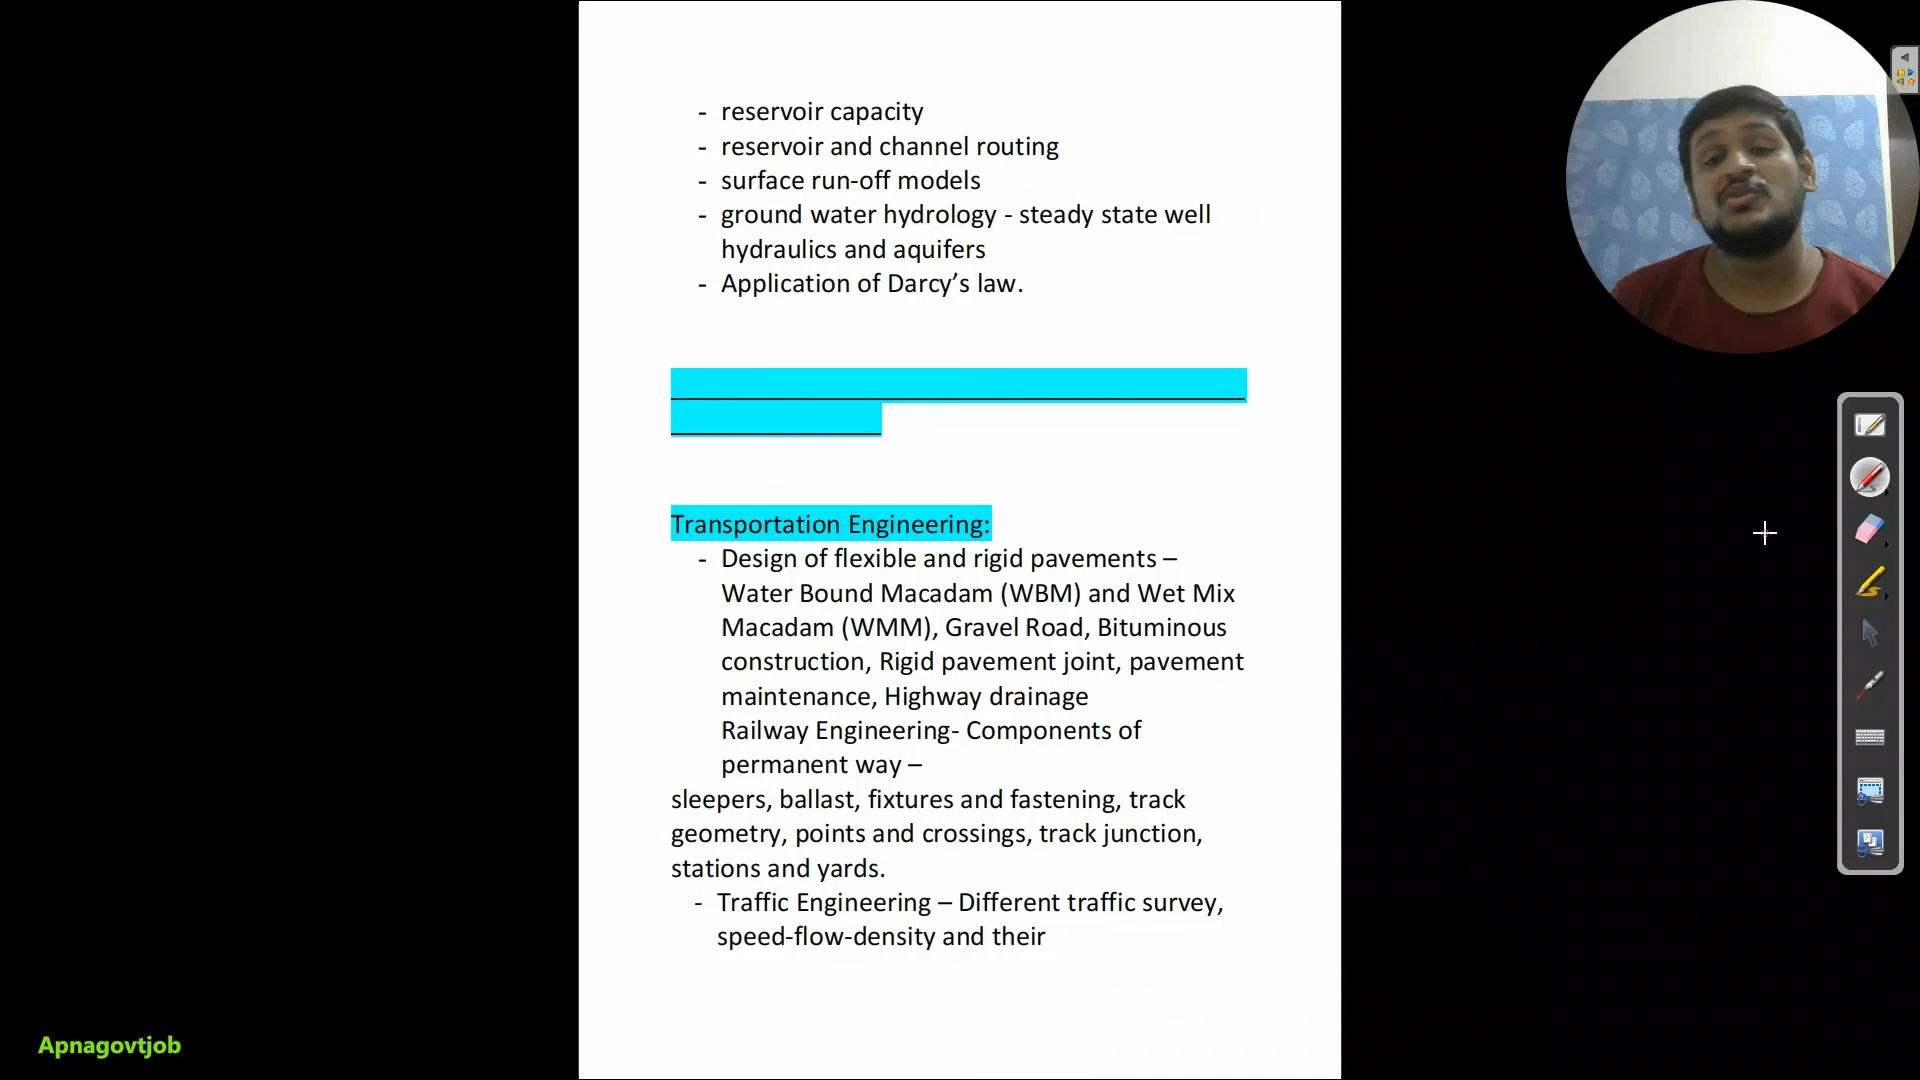 - reservoir capacity
- reservoir and channel routing
- surface run-off models
- ground water hydrology - steady state well
hydraulics and aquifers
- Application of Darcy’s law.
Transportation Engineering:
- Design of flexible and rigid pavements –
Water Bound Macadam (WBM) and Wet Mix
Macadam (WMM), Gravel Road, Bituminous
construction, Rigid pavement joint, pavement
maintenance, Highway drainage
Railway Engineering- Components of
permanent way –
sleepers, ballast, fixtures and fastening, track
geometry, points and crossings, track junction,
stations and yards.
- Traffic Engineering – Different traffic survey,
speed-flow-density and their
Apnagovtjob